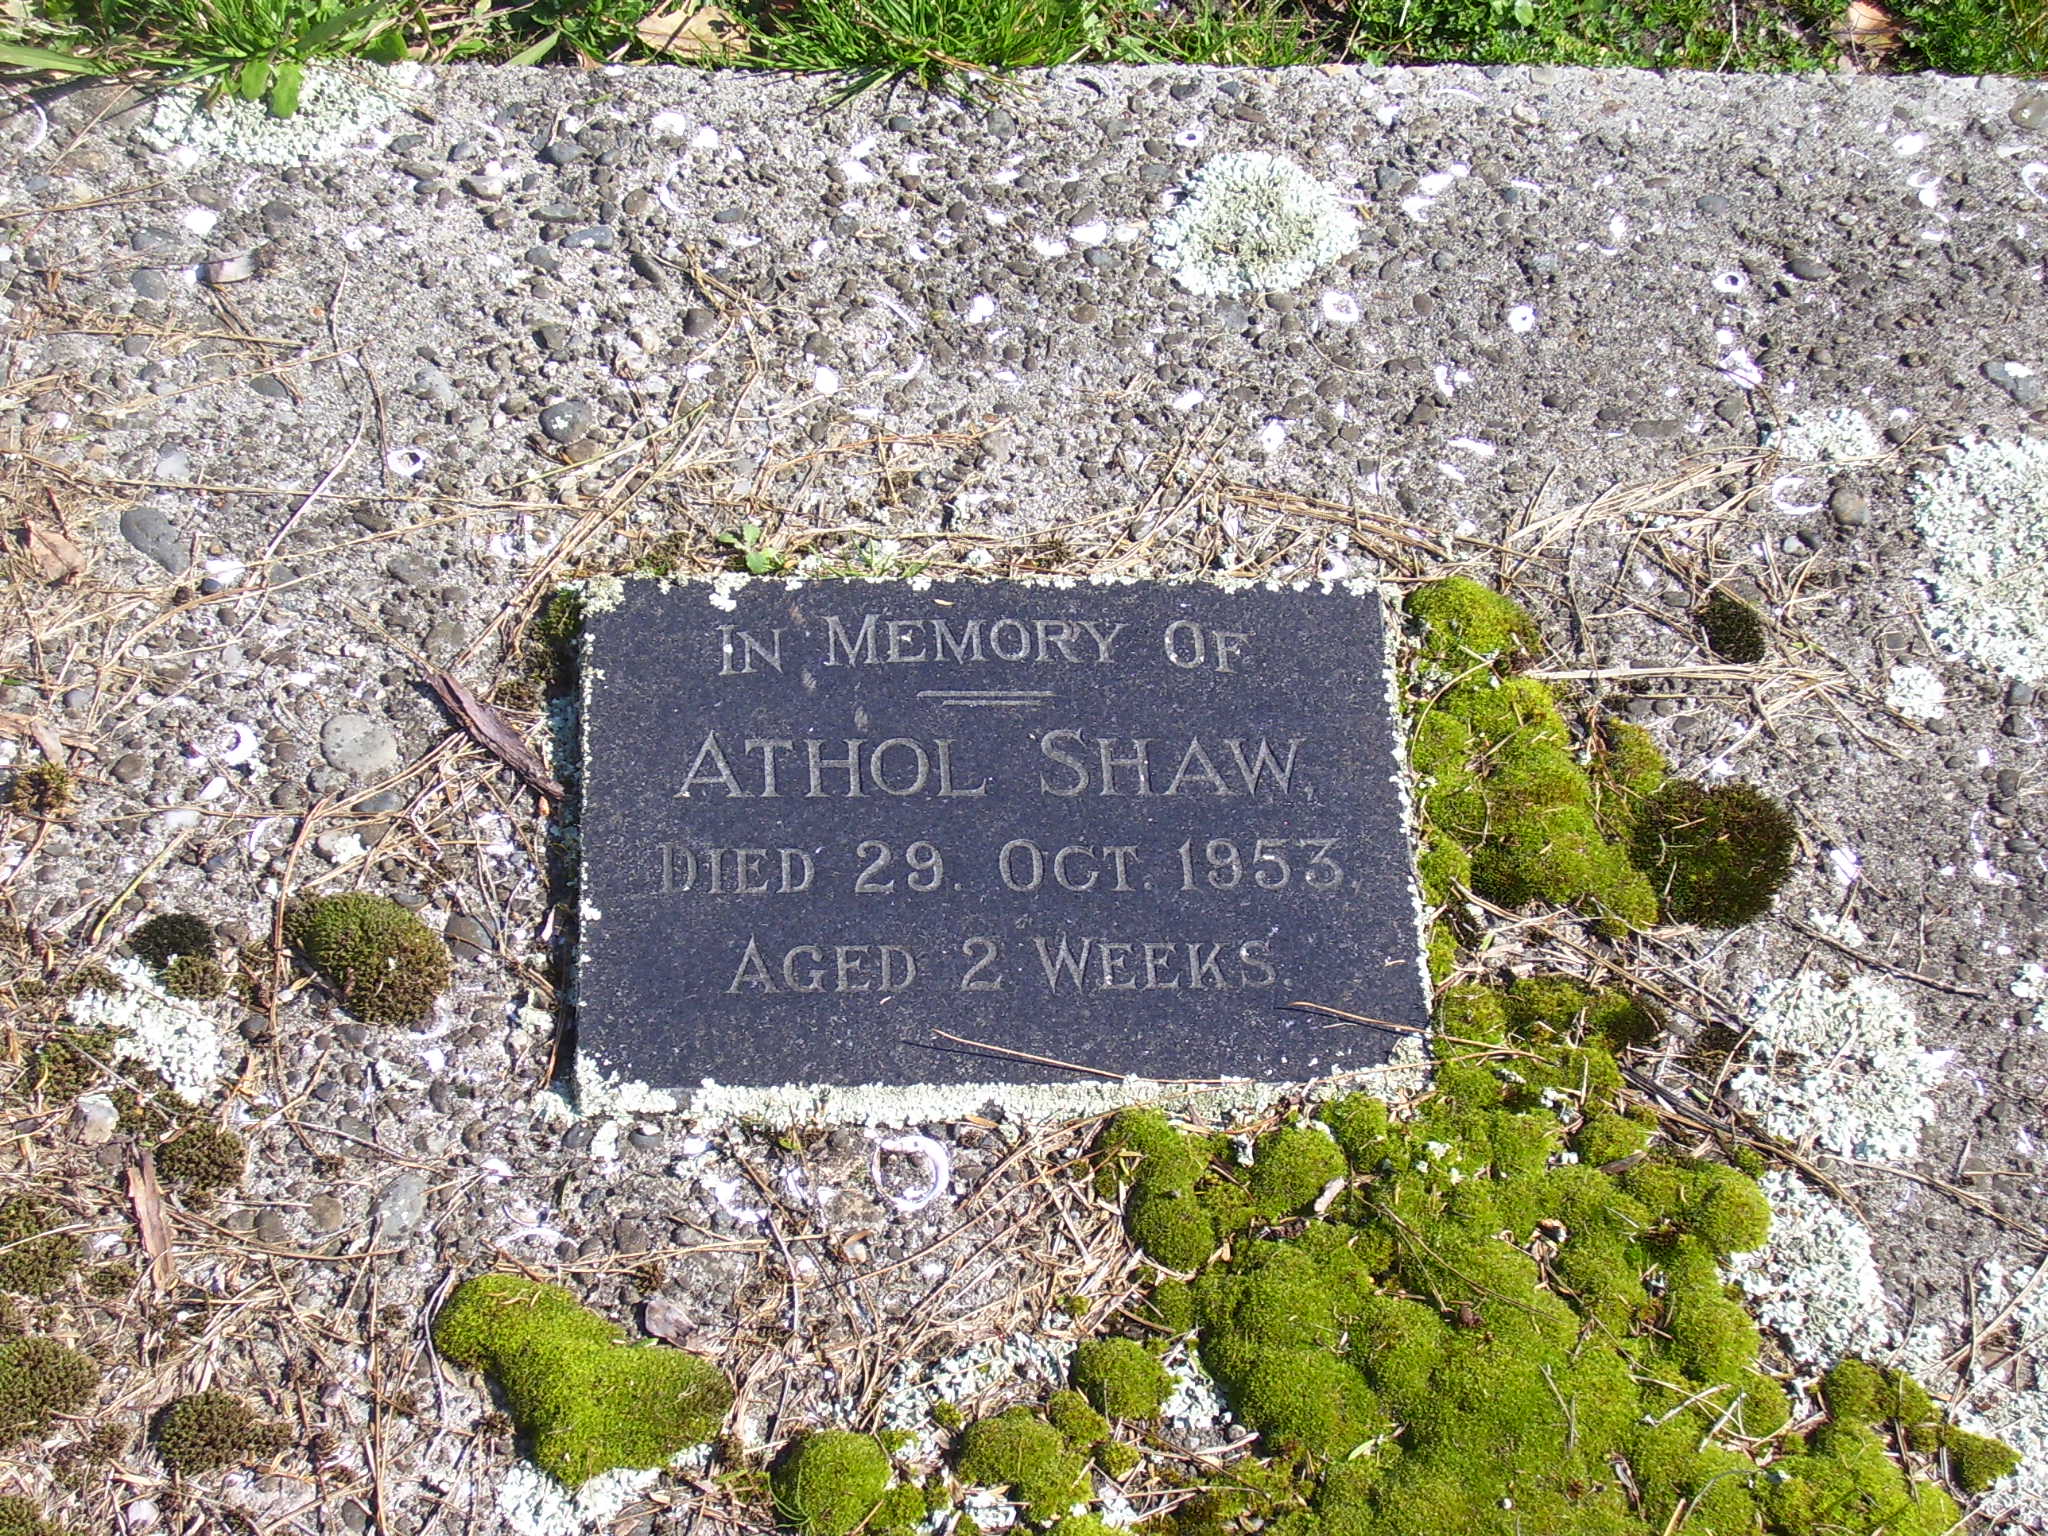 IN MEMORY OF
ATHOL SHAW,
DIED 29. OCT. 1953,
AGED 2 WEEKS.